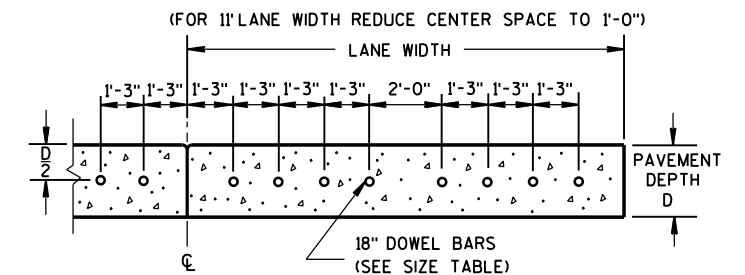 (FOR 11' LANE WIDTH REDUCE CENTER SPACE TO 1'-0")
LANE WIDTH
1'-3" 1'-3" 1'-3" 1'-3" 1'-3" 1'-3" 2'-0" 1'-3" 1'-3" 1'-3"
D
2
PAVEMENT
DEPTH
D
18" DOWEL BARS
(SEE SIZE TABLE)
℄